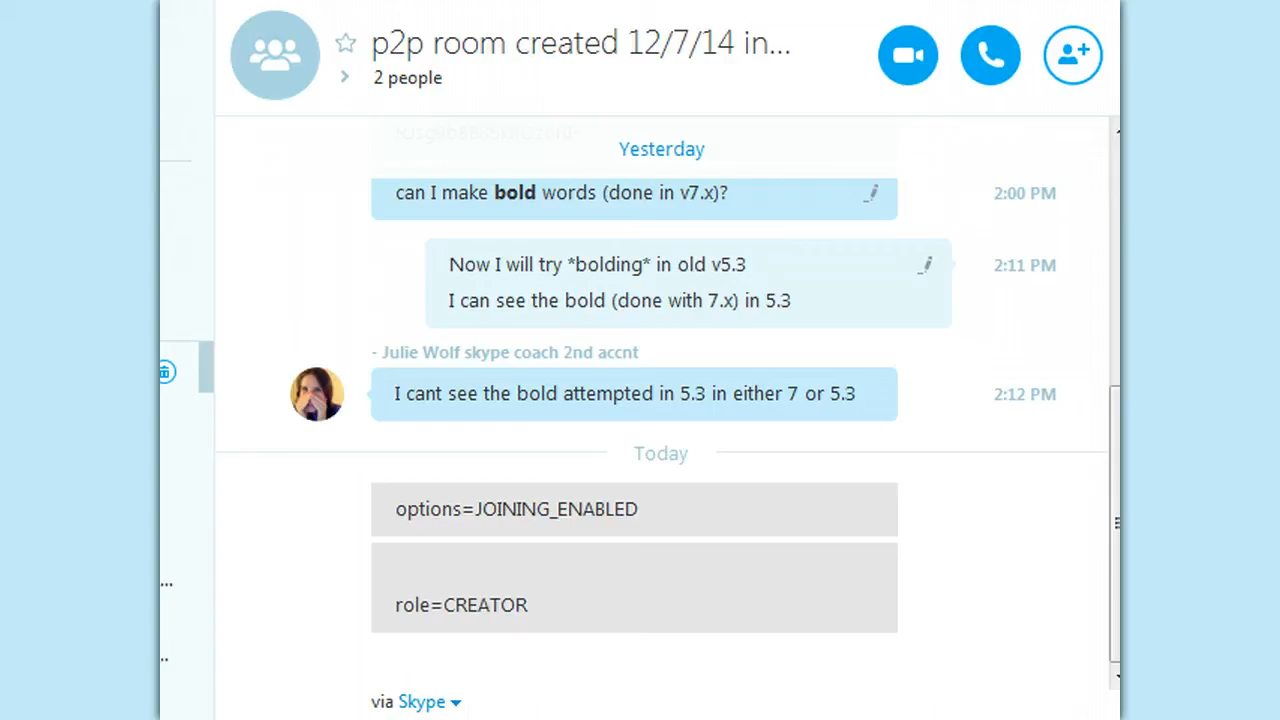 p2p room created 12/7/14 in...
2 people
Yesterday
can I make bold words (done in v7.x)?
2:00 PM
Now I will try *bolding* in old v5.3
2:11 PM
I can see the bold (done with 7.x) in 5.3
- Julie Wolf skype coach 2nd accnt
I cant see the bold attempted in 5.3 in either 7 or 5.3
2:12 PM
Today
options=JOINING_ENABLED
role=CREATOR
via Skype